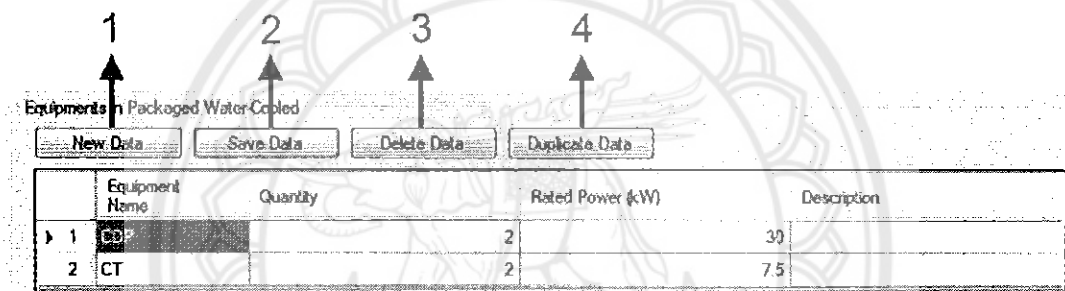 1 2 3 4
Equipments in Packaged Water-Cooled
New Data Save Data Delete Data Duplicate Data
Equipment Name Quantity Rated Power (kW) Description
1 2 30
2 CT 2 7.5